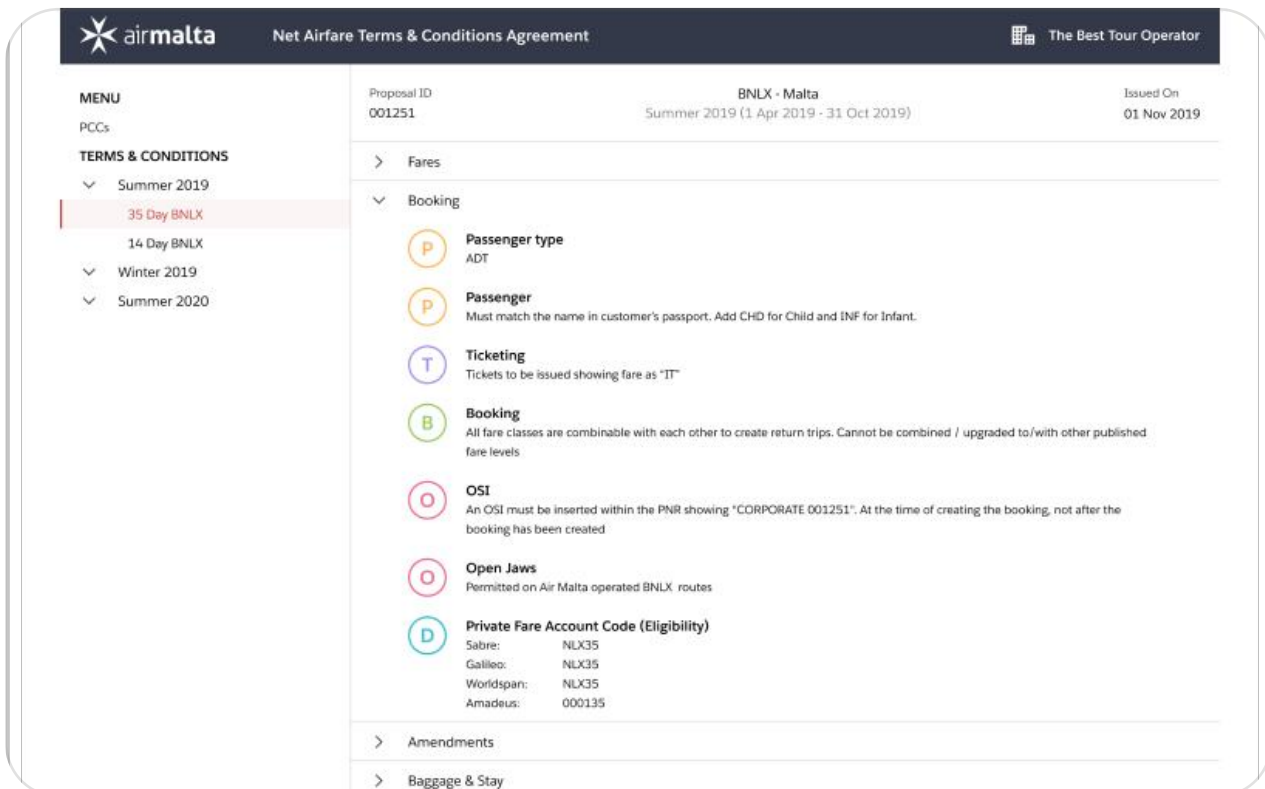 airmalta
Net Airfare Terms & Conditions Agreement
The Best Tour Operator
MENU
PCCs
TERMS & CONDITIONS
Summer 2019
35 Day BNLX
14 Day BNLX
Winter 2019
Summer 2020
Proposal ID
001251
BNLX - Malta
Summer 2019 (1 Apr 2019 - 31 Oct 2019)
Issued On
01 Nov 2019
Fares
Booking
P
Passenger type
ADT
P
Passenger
Must match the name in customer's passport. Add CHD for Child and INF for Infant.
T
Ticketing
Tickets to be issued showing fare as "IT"
B
Booking
All fare classes are combinable with each other to create return trips. Cannot be combined / upgraded to/with other published
fare levels
O
OSI
An OSI must be inserted within the PNR showing "CORPORATE 001251". At the time of creating the booking, not after the
booking has been created
O
Open Jaws
Permitted on Air Malta operated BNLX routes
D
Private Fare Account Code (Eligibility)
Sabre: NLX35
Galileo: NLX35
Worldspan: NLX35
Amadeus: 000135
Amendments
Baggage & Stay